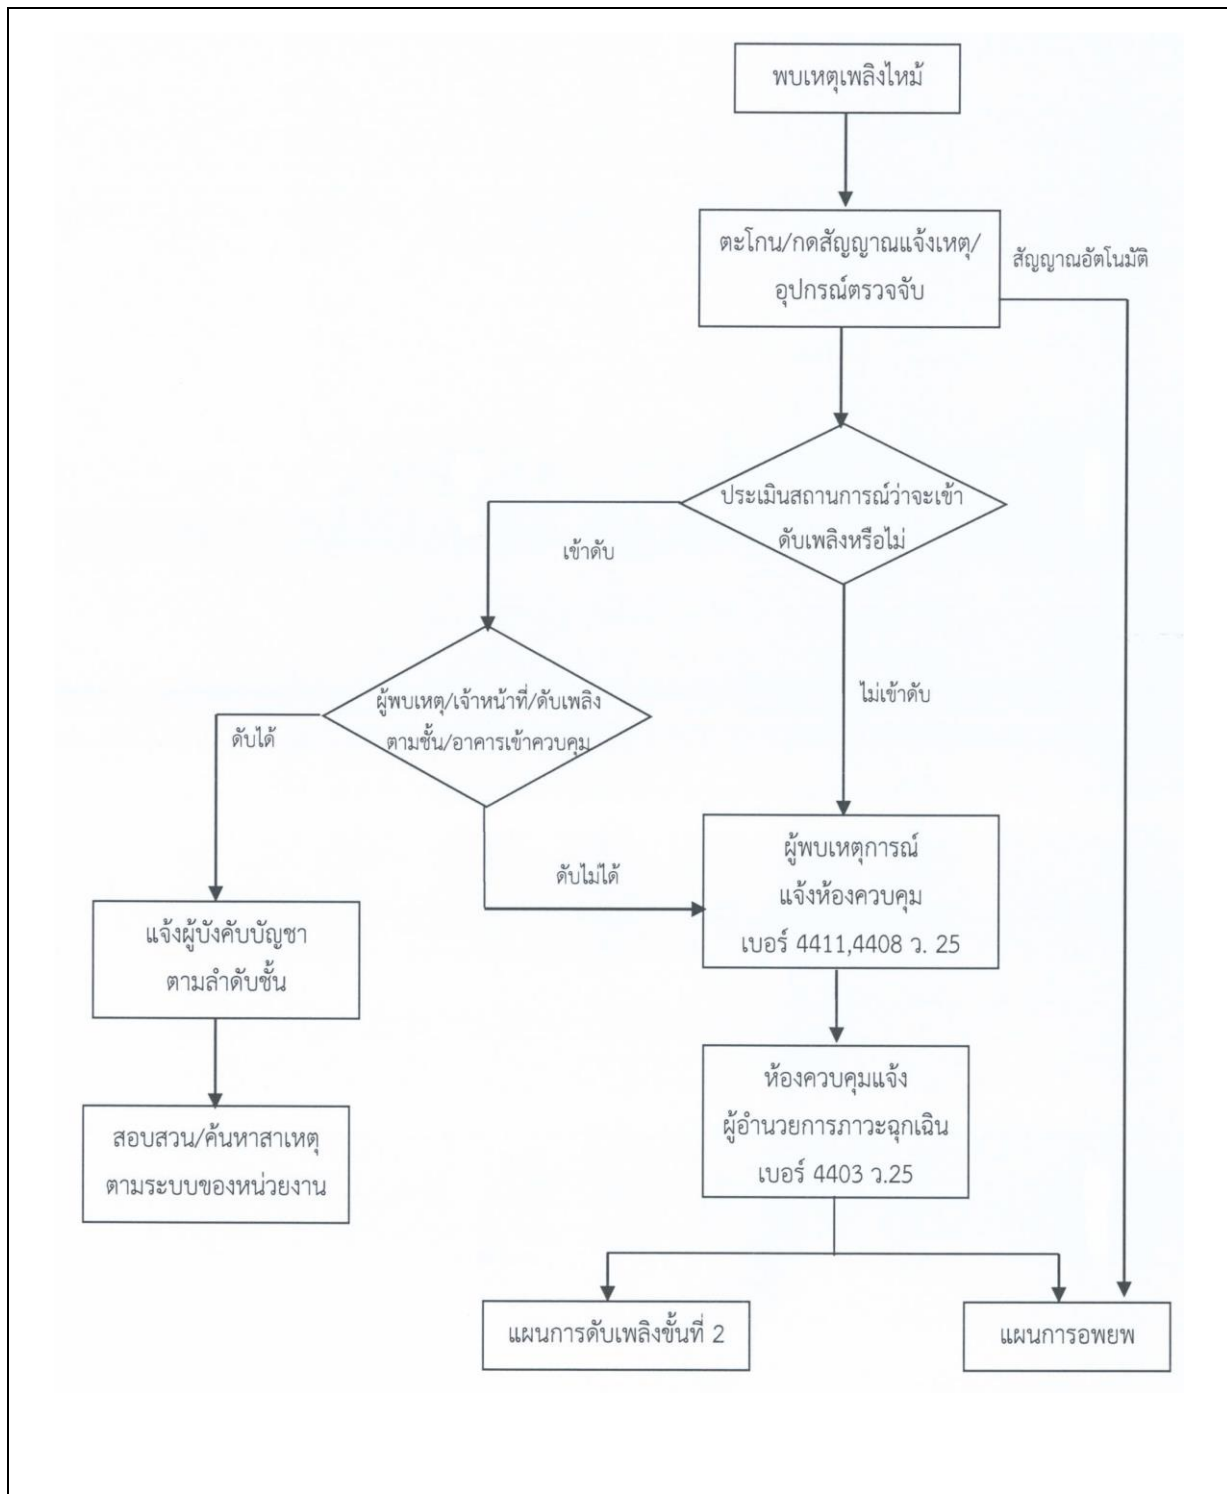 พบเหตุเพลิงไหม้
ตะโกน/กดสัญญาณแจ้งเหตุ/
อุปกรณ์ตรวจจับ
สัญญาณอัตโนมัติ
ประเมินสถานการณ์ว่าจะเข้า
ดับเพลิงหรือไม่
เข้าดับ
ไม่เข้าดับ
ผู้พบเหตุ/เจ้าหน้าที่/ดับเพลิง
ตามชั้น/อาคารเข้าควบคุม
ดับได้
ดับไม่ได้
ผู้พบเหตุการณ์
แจ้งห้องควบคุม
เบอร์ 4411,4408 ว. 25
แจ้งผู้บังคับบัญชา
ตามลำดับชั้น
ห้องควบคุมแจ้ง
ผู้อำนวยการภาวะฉุกเฉิน
เบอร์ 4403 ว.25
สอบสวน/ค้นหาสาเหตุ
ตามระบบของหน่วยงาน
แผนการดับเพลิงขั้นที่ 2
แผนการอพยพ